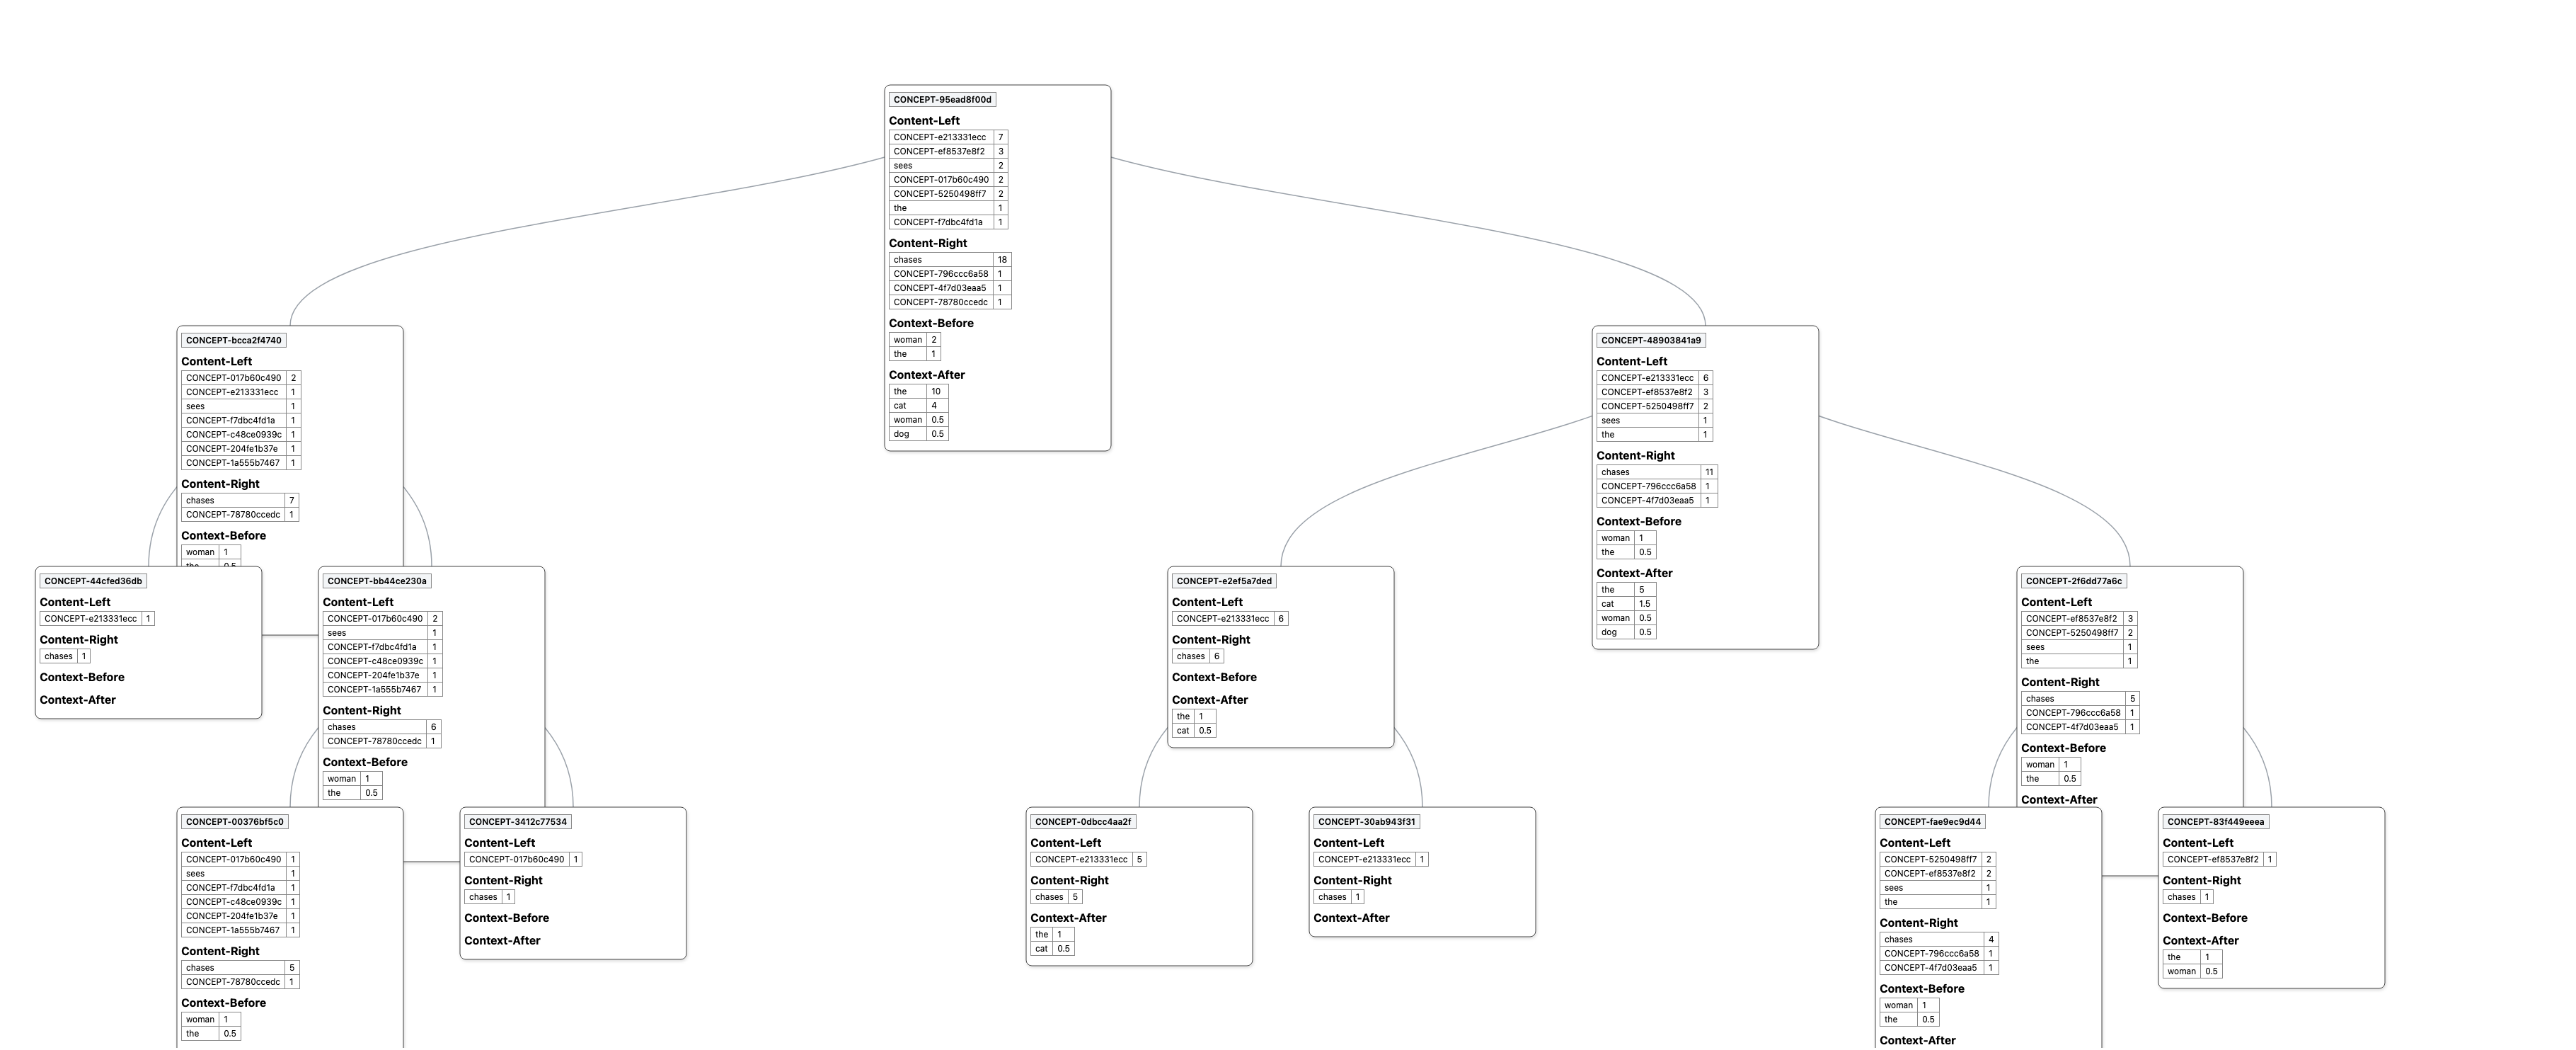 CONCEPT-95ead8f00d
Content-Left
CONCEPT-e213331ecc 7
CONCEPT-ef8537e8f2 3
sees 2
CONCEPT-017b60c490 2
CONCEPT-5250498ff7 2
the 1
CONCEPT-f7dbc4fd1a 1
Content-Right
chases 18
CONCEPT-796ccc6a58 1
CONCEPT-4f7d03eaa5 1
CONCEPT-78780ccedc 1
Context-Before
woman 2
the 1
Context-After
the 10
cat 4
woman 0.5
dog 0.5
CONCEPT-bcca2f4740
Content-Left
CONCEPT-017b60c490 2
CONCEPT-e213331ecc 1
sees 1
CONCEPT-f7dbc4fd1a 1
CONCEPT-c48ce0939c 1
CONCEPT-204fe1b37e 1
CONCEPT-1a555b7467 1
Content-Right
chases 7
CONCEPT-78780ccedc 1
Context-Before
woman 1
the 0.5
CONCEPT-48903841a9
Content-Left
CONCEPT-e213331ecc 6
CONCEPT-ef8537e8f2 3
CONCEPT-5250498ff7 2
sees 1
the 1
Content-Right
chases 11
CONCEPT-796ccc6a58 1
CONCEPT-4f7d03eaa5 1
Context-Before
woman 1
the 0.5
Context-After
the 5
cat 1.5
woman 0.5
dog 0.5
CONCEPT-44cfed36db
Content-Left
CONCEPT-e213331ecc 1
Content-Right
chases 1
Context-Before
Context-After
CONCEPT-bb44ce230a
Content-Left
CONCEPT-017b60c490 2
sees 1
CONCEPT-f7dbc4fd1a 1
CONCEPT-c48ce0939c 1
CONCEPT-204fe1b37e 1
CONCEPT-1a555b7467 1
Content-Right
chases 6
CONCEPT-78780ccedc 1
Context-Before
woman 1
the 0.5
CONCEPT-e2ef5a7ded
Content-Left
CONCEPT-e213331ecc 6
Content-Right
chases 6
Context-Before
Context-After
the 1
cat 0.5
CONCEPT-2f6dd77a6c
Content-Left
CONCEPT-ef8537e8f2 3
CONCEPT-5250498ff7 2
sees 1
the 1
Content-Right
chases 5
CONCEPT-796ccc6a58 1
CONCEPT-4f7d03eaa5 1
Context-Before
woman 1
the 0.5
Context-After
CONCEPT-00376bf5c0
Content-Left
CONCEPT-017b60c490 1
sees 1
CONCEPT-f7dbc4fd1a 1
CONCEPT-c48ce0939c 1
CONCEPT-204fe1b37e 1
CONCEPT-1a555b7467 1
Content-Right
chases 5
CONCEPT-78780ccedc 1
Context-Before
woman 1
the 0.5
CONCEPT-3412c77534
Content-Left
CONCEPT-017b60c490 1
Content-Right
chases 1
Context-Before
Context-After
CONCEPT-0dbcc4aa2f
Content-Left
CONCEPT-e213331ecc 5
Content-Right
chases 5
Context-After
the 1
cat 0.5
CONCEPT-30ab943f31
Content-Left
CONCEPT-e213331ecc 1
Content-Right
chases 1
Context-After
CONCEPT-fae9ec9d44
Content-Left
CONCEPT-5250498ff7 2
CONCEPT-ef8537e8f2 2
sees 1
the 1
Content-Right
chases 4
CONCEPT-796ccc6a58 1
CONCEPT-4f7d03eaa5 1
Context-Before
woman 1
the 0.5
Context-After
CONCEPT-83f449eeea
Content-Left
CONCEPT-ef8537e8f2 1
Content-Right
chases 1
Context-Before
Context-After
the 1
woman 0.5